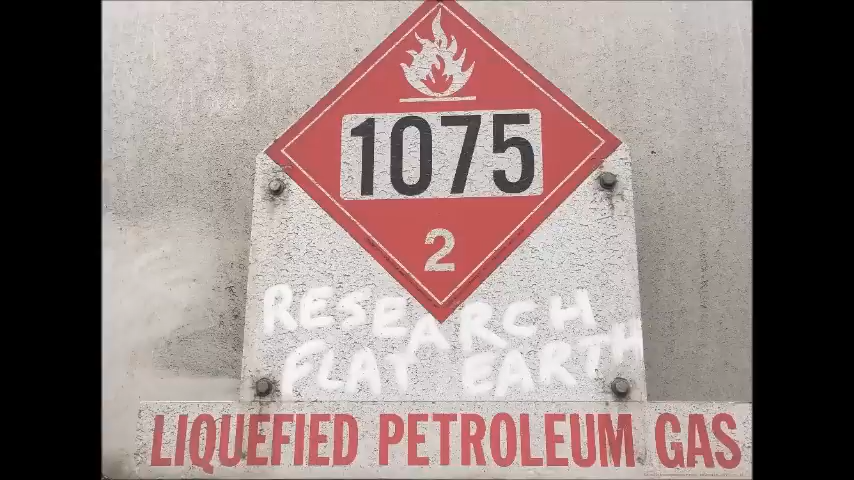 1075
2
RESEARCH
FLAT EARTH
LIQUEFIED PETROLEUM GAS